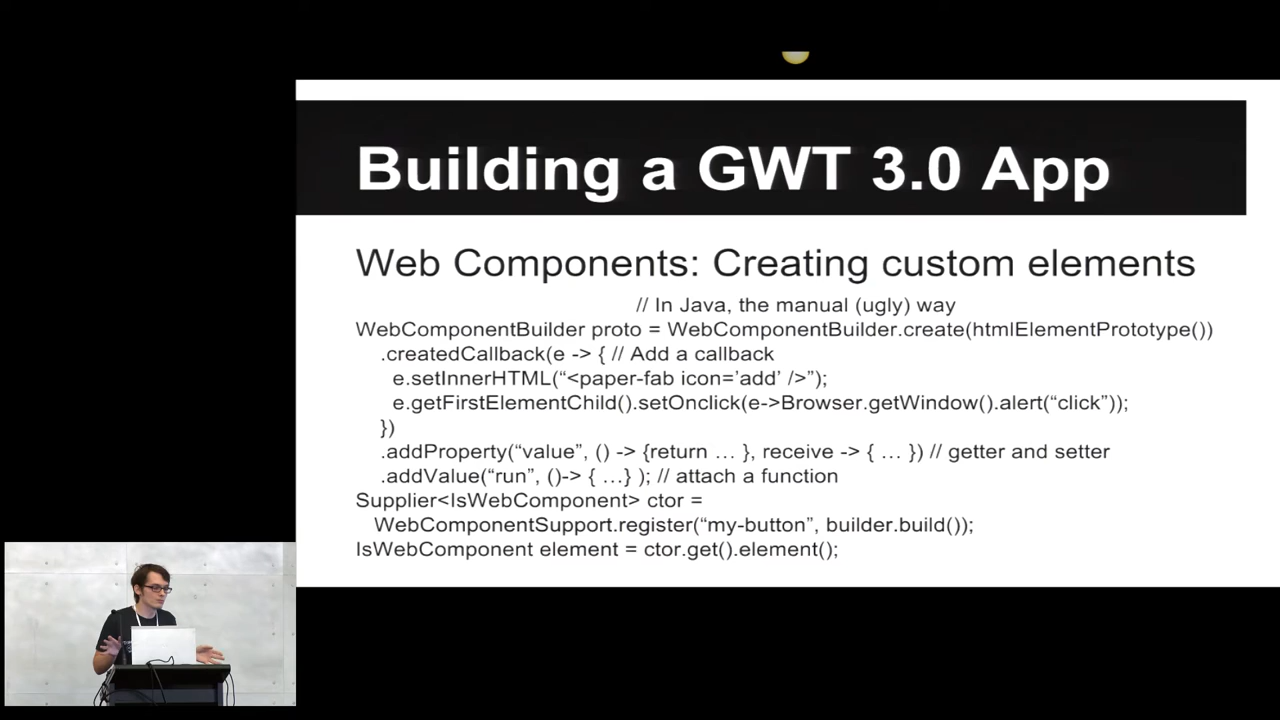 Building a GWT 3.0 App
Web Components: Creating custom elements
// In Java, the manual (ugly) way
WebComponentBuilder proto = WebComponentBuilder.create(htmlElementPrototype())
.createdCallback(e -> { // Add a callback
e.setInnerHTML(“<paper-fab icon=’add’ />”);
e.getFirstElementChild().setOnclick(e->Browser.getWindow().alert(“click”));
})
.addProperty(“value”, () -> {return … }, receive -> { … }) // getter and setter
.addValue(“run”, ()-> { …} ); // attach a function
Supplier<IsWebComponent> ctor =
WebComponentSupport.register(“my-button”, builder.build());
IsWebComponent element = ctor.get().element();